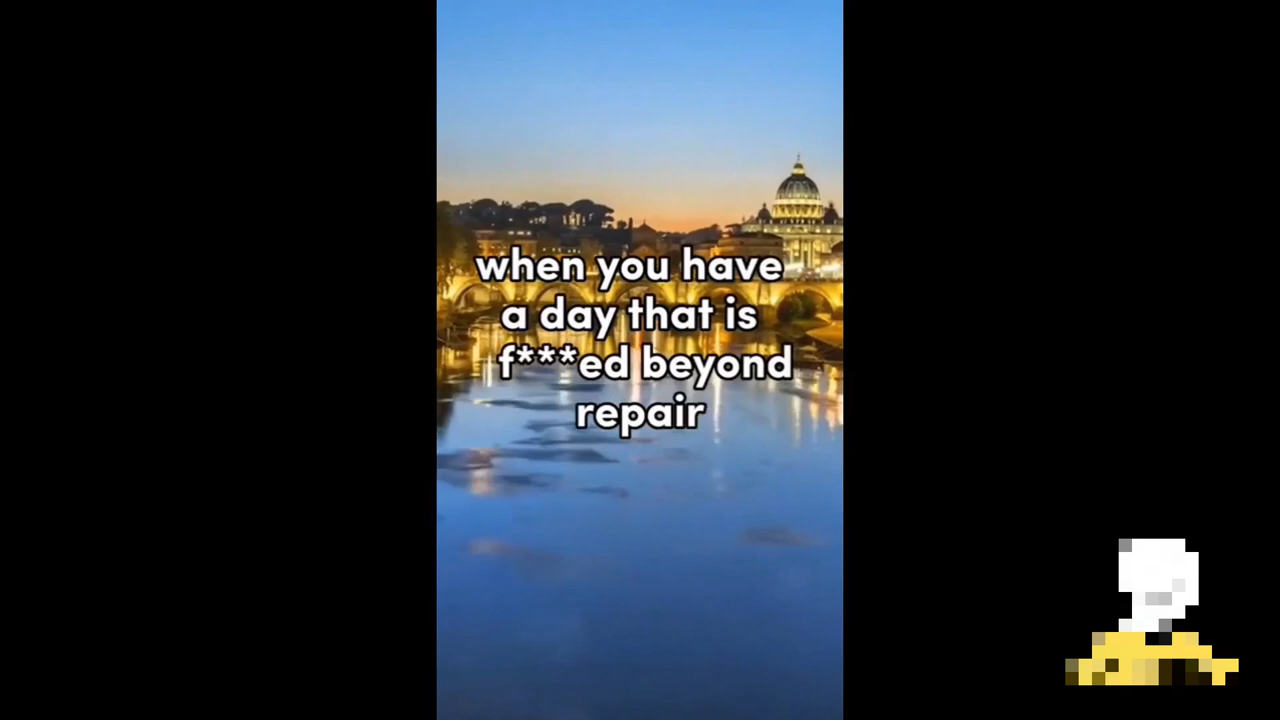 when you have
a day that is
f***ed beyond
repair